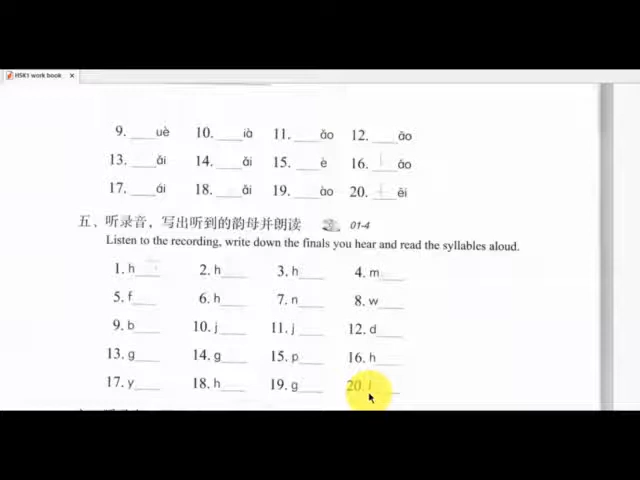 HSK1 work book
9. ___uè 10. ___ià 11. ___ǎo 12. ___ǎo
13. ___ǎi 14. ___ǎi 15. ___è 16. ___áo
17. ___ái 18. ___ǎi 19. ___ào 20. ___ēi
五、听录音，写出听到的韵母并朗读 01-4
Listen to the recording, write down the finals you hear and read the syllables aloud.
1. h___ 2. h___ 3. h___ 4. m___
5. f___ 6. h___ 7. n___ 8. w___
9. b___ 10. j___ 11. j___ 12. d___
13. g___ 14. g___ 15. p___ 16. h___
17. y___ 18. h___ 19. g___ 20